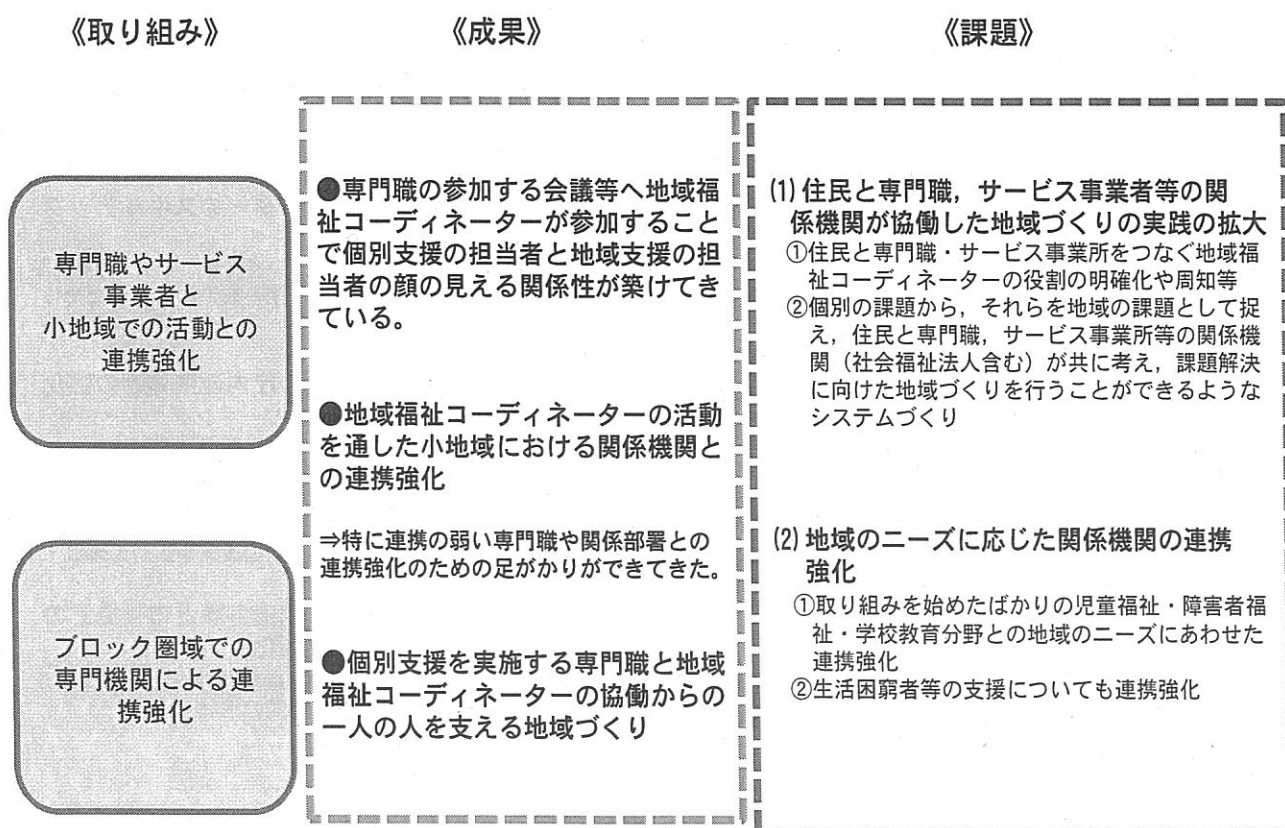 《取り組み》
《成果》
《課題》
専門職やサービス
事業者と
小地域での活動との
連携強化
ブロック圏域での
専門機関による連
携強化
●専門職の参加する会議等へ地域福
祉コーディネーターが参加すること
で個別支援の担当者と地域支援の担
当者の顔の見える関係性が築けてき
ている。
●地域福祉コーディネーターの活動
を通した小地域における関係機関と
の連携強化
⇒特に連携の弱い専門職や関係部署との
連携強化のための足がかりができてきた。
●個別支援を実施する専門職と地域
福祉コーディネーターの協働からの
一人の人を支える地域づくり
(1) 住民と専門職，サービス事業者等の関
係機関が協働した地域づくりの実践の拡大
①住民と専門職・サービス事業所をつなぐ地域福
祉コーディネーターの役割の明確化や周知等
②個別の課題から，それらを地域の課題として捉
え，住民と専門職，サービス事業所等の関係機
関（社会福祉法人含む）が共に考え，課題解決
に向けた地域づくりを行うことができるような
システムづくり
(2) 地域のニーズに応じた関係機関の連携
強化
①取り組みを始めたばかりの児童福祉・障害者福
祉・学校教育分野との地域のニーズにあわせた
連携強化
②生活困窮者等の支援についても連携強化